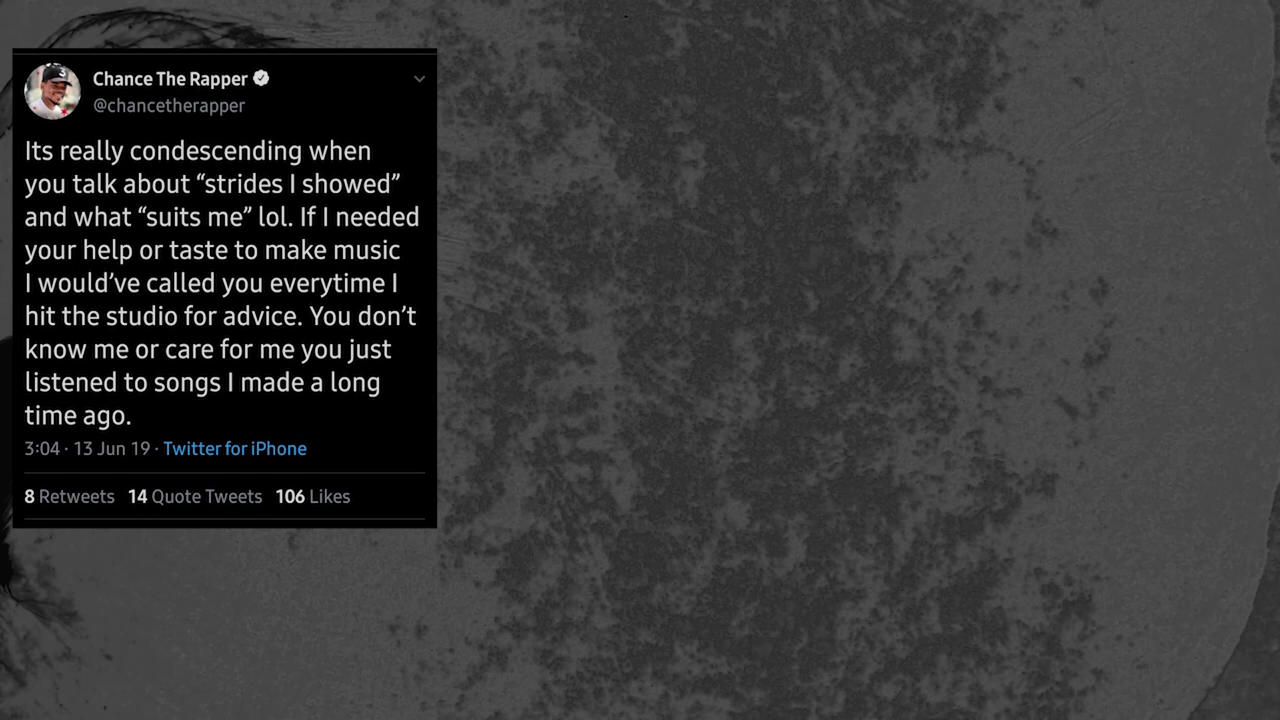 Chance The Rapper
@chancetherapper
Its really condescending when
you talk about “strides I showed”
and what “suits me” lol. If I needed
your help or taste to make music
I would’ve called you everytime I
hit the studio for advice. You don’t
know me or care for me you just
listened to songs I made a long
time ago.
3:04 · 13 Jun 19 · Twitter for iPhone
8 Retweets 14 Quote Tweets 106 Likes